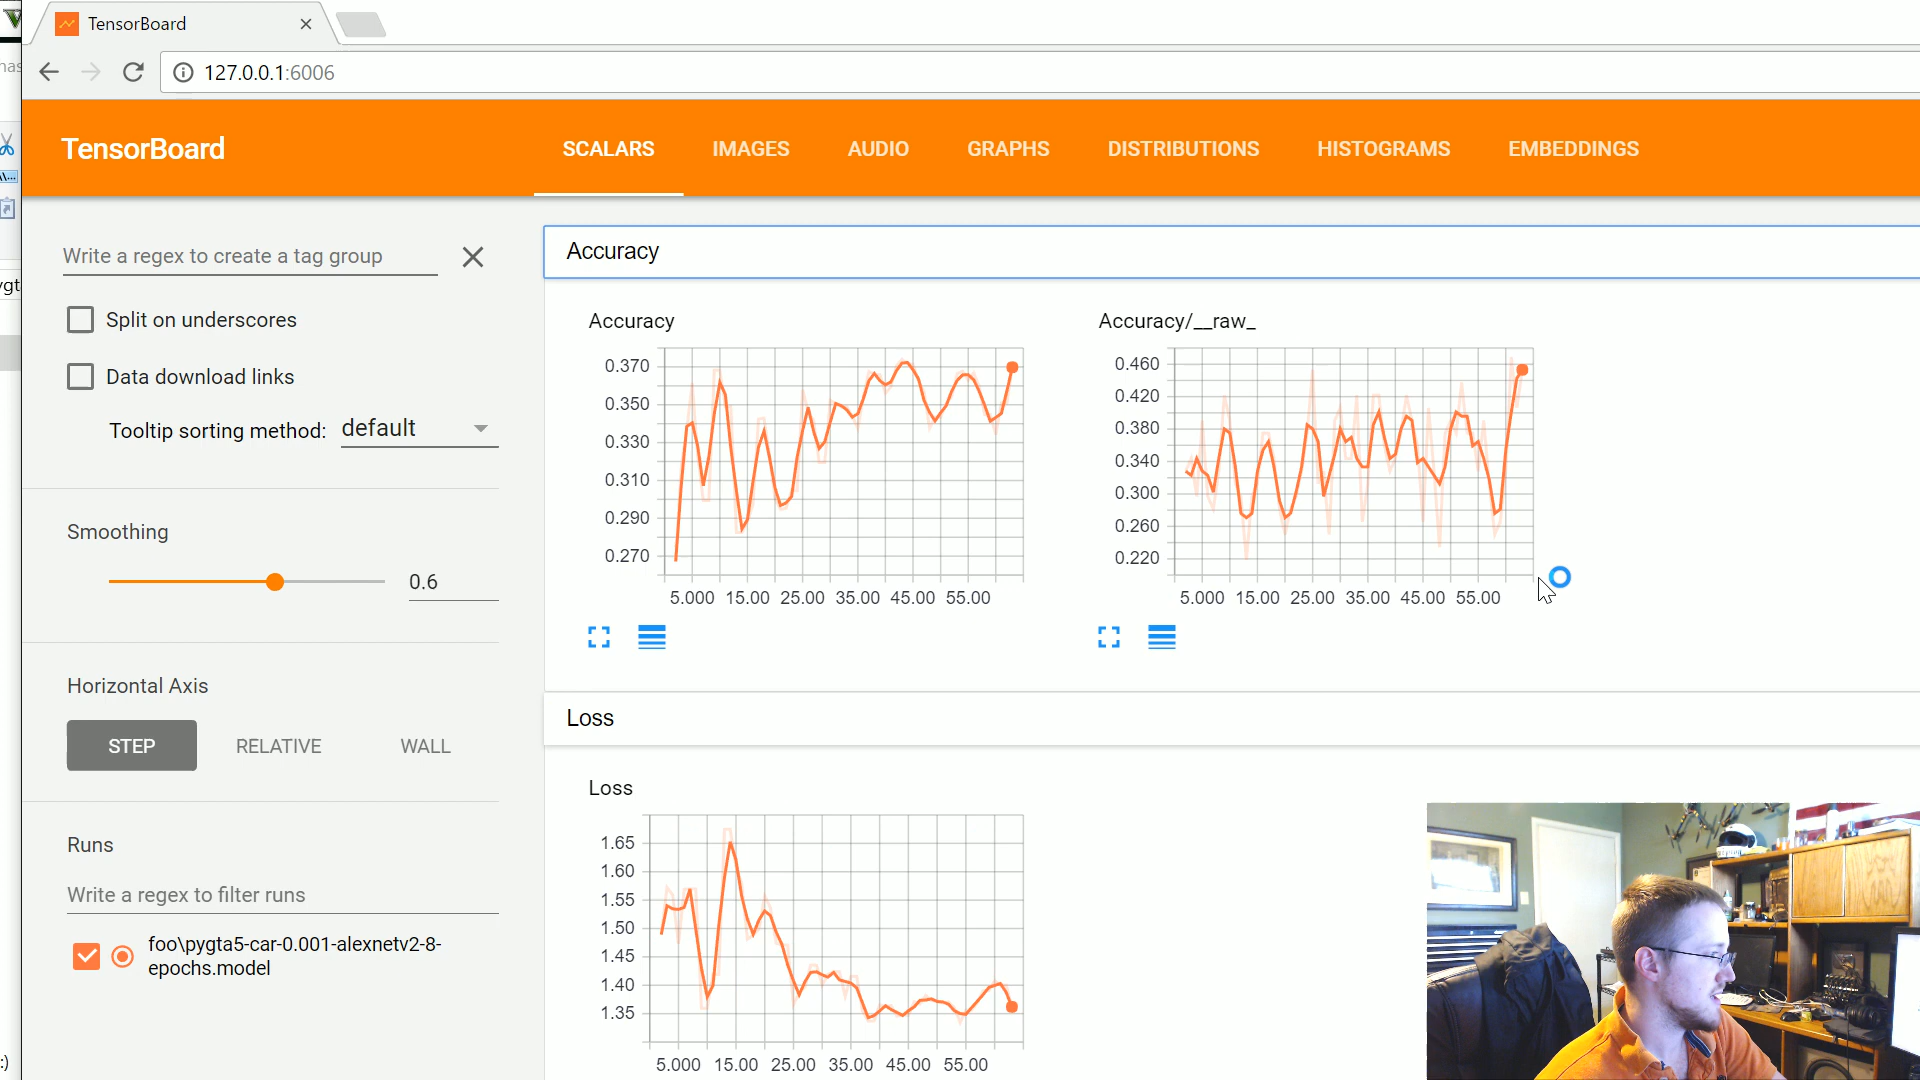 TensorBoard
127.0.0.1:6006
TensorBoard
SCALARS
IMAGES
AUDIO
GRAPHS
DISTRIBUTIONS
HISTOGRAMS
EMBEDDINGS
Write a regex to create a tag group
Split on underscores
Data download links
Tooltip sorting method: default
Smoothing
0.6
Horizontal Axis
STEP
RELATIVE
WALL
Runs
Write a regex to filter runs
foo\pygta5-car-0.001-alexnetv2-8-
epochs.model
Accuracy
Accuracy
0.370
0.350
0.330
0.310
0.290
0.270
5.000 15.00 25.00 35.00 45.00 55.00
Accuracy/__raw_
0.460
0.420
0.380
0.340
0.300
0.260
0.220
5.000 15.00 25.00 35.00 45.00 55.00
Loss
Loss
1.65
1.60
1.55
1.50
1.45
1.40
1.35
5.000 15.00 25.00 35.00 45.00 55.00
:)